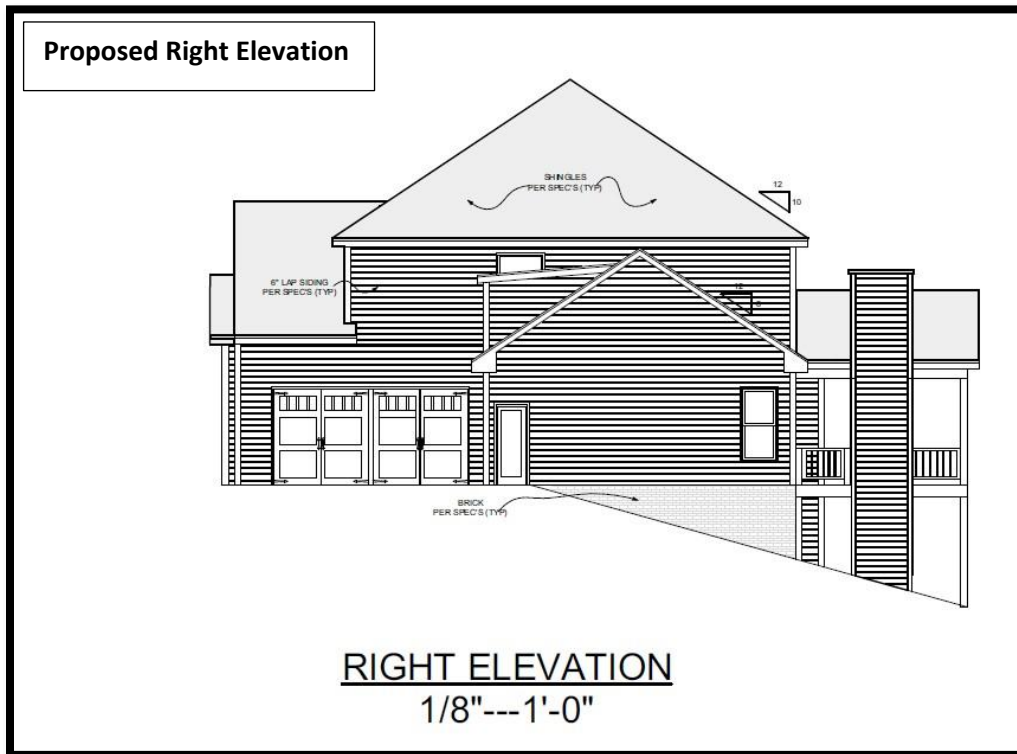 Proposed Right Elevation
SHINGLES
PER SPEC'S (TYP)
12
10
6" LAP SIDING
PER SPEC'S (TYP)
12
BRICK
PER SPEC'S (TYP)
RIGHT ELEVATION
1/8"---1'-0"